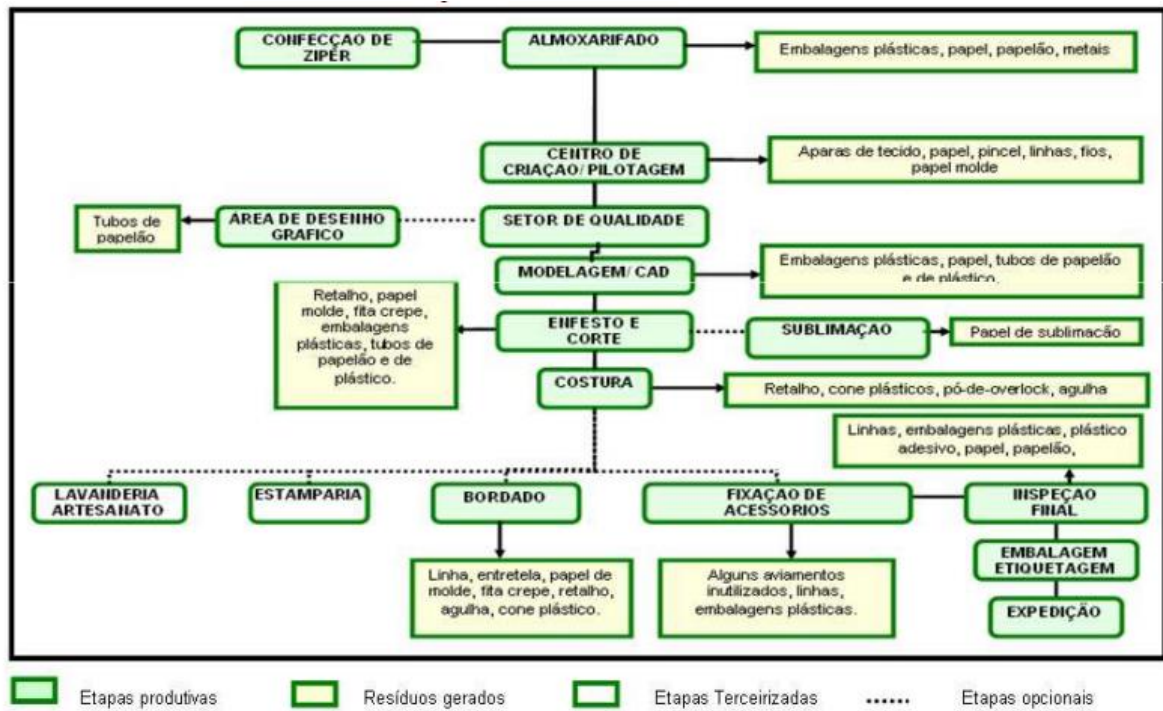 CONFECÇÃO DE
ZIPER
ALMOXARIFADO
Embalagens plásticas, papel, papelão, metais
CENTRO DE
CRIAÇÃO/ PILOTAGEM
Aparas de tecido, papel, pincel, linhas, fios,
papel molde
Tubos de
papelão
ÁREA DE DESENHO
GRAFICO
SETOR DE QUALIDADE
MODELAGEM/ CAD
Embalagens plásticas, papel, tubos de papelão
e de plástico.
Retalho, papel
molde, fita crepe,
embalagens
plásticas, tubos de
papelão e de
plástico.
ENFESTO E
CORTE
SUBLIMAÇÃO
Papel de sublimacão
COSTURA
Retalho, cone plásticos, pó-de-overlock, agulha
Linhas, embalagens plásticas, plástico
adesivo, papel, papelão,
LAVANDERIA
ARTESANATO
ESTAMPARIA
BORDADO
FIXAÇÃO DE
ACESSORIOS
INSPEÇÃO
FINAL
Linha, entretela, papel de
molde, fita crepe, retalho,
agulha, cone plástico.
Alguns aviamentos
inutilizados, linhas,
embalagens plásticas.
EMBALAGEM
ETIQUETAGEM
EXPEDIÇÃO
Etapas produtivas
Resíduos gerados
Etapas Terceirizadas
Etapas opcionais